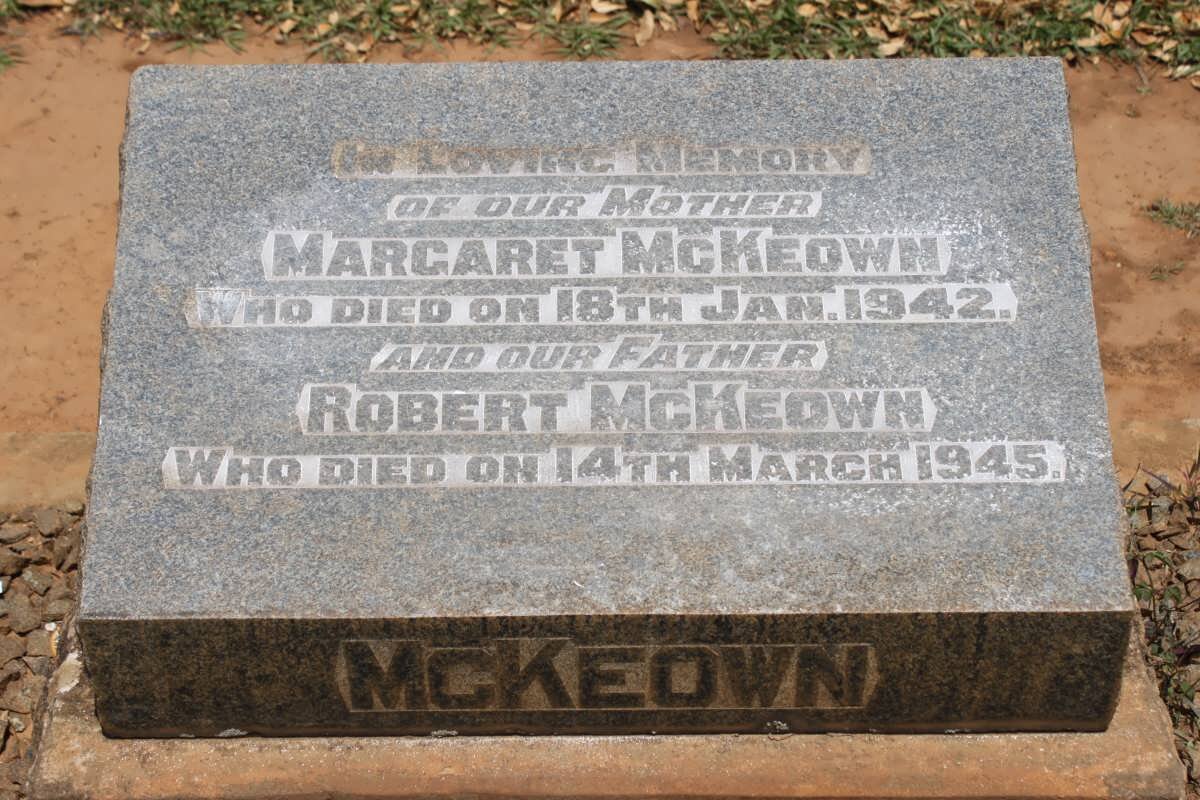 IN LOVING MEMORY
OF OUR MOTHER
MARGARET MCKEOWN
WHO DIED ON 18TH JAN. 1942.
AND OUR FATHER
ROBERT MCKEOWN
WHO DIED ON 14TH MARCH 1945.
MCKEOWN